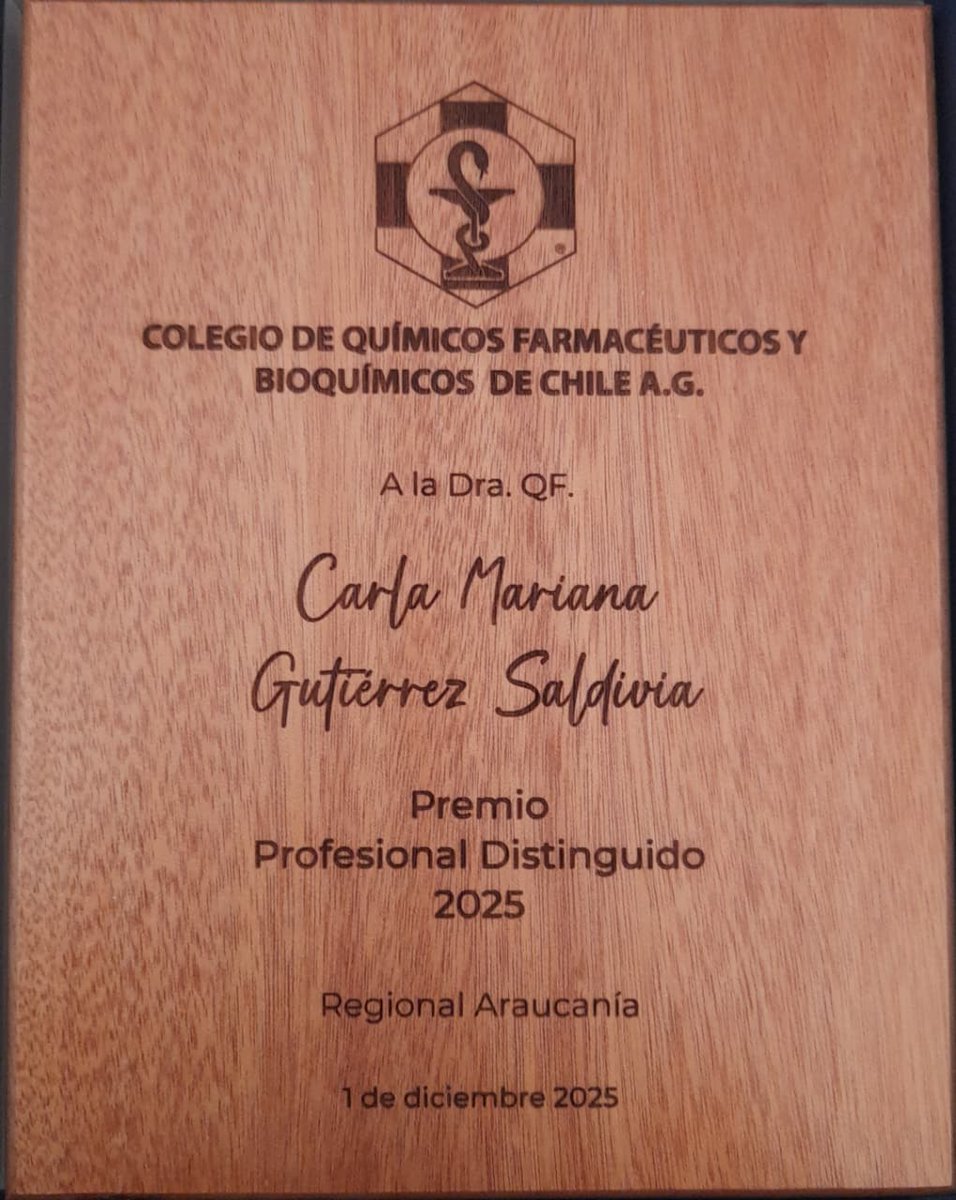 ®
COLEGIO DE QUÍMICOS FARMACÉUTICOS Y
BIOQUÍMICOS DE CHILE A.G.
A la Dra. QF.
Carla Mariana
Gutiérrez Saldivia
Premio
Profesional Distinguido
2025
Regional Araucanía
1 de diciembre 2025